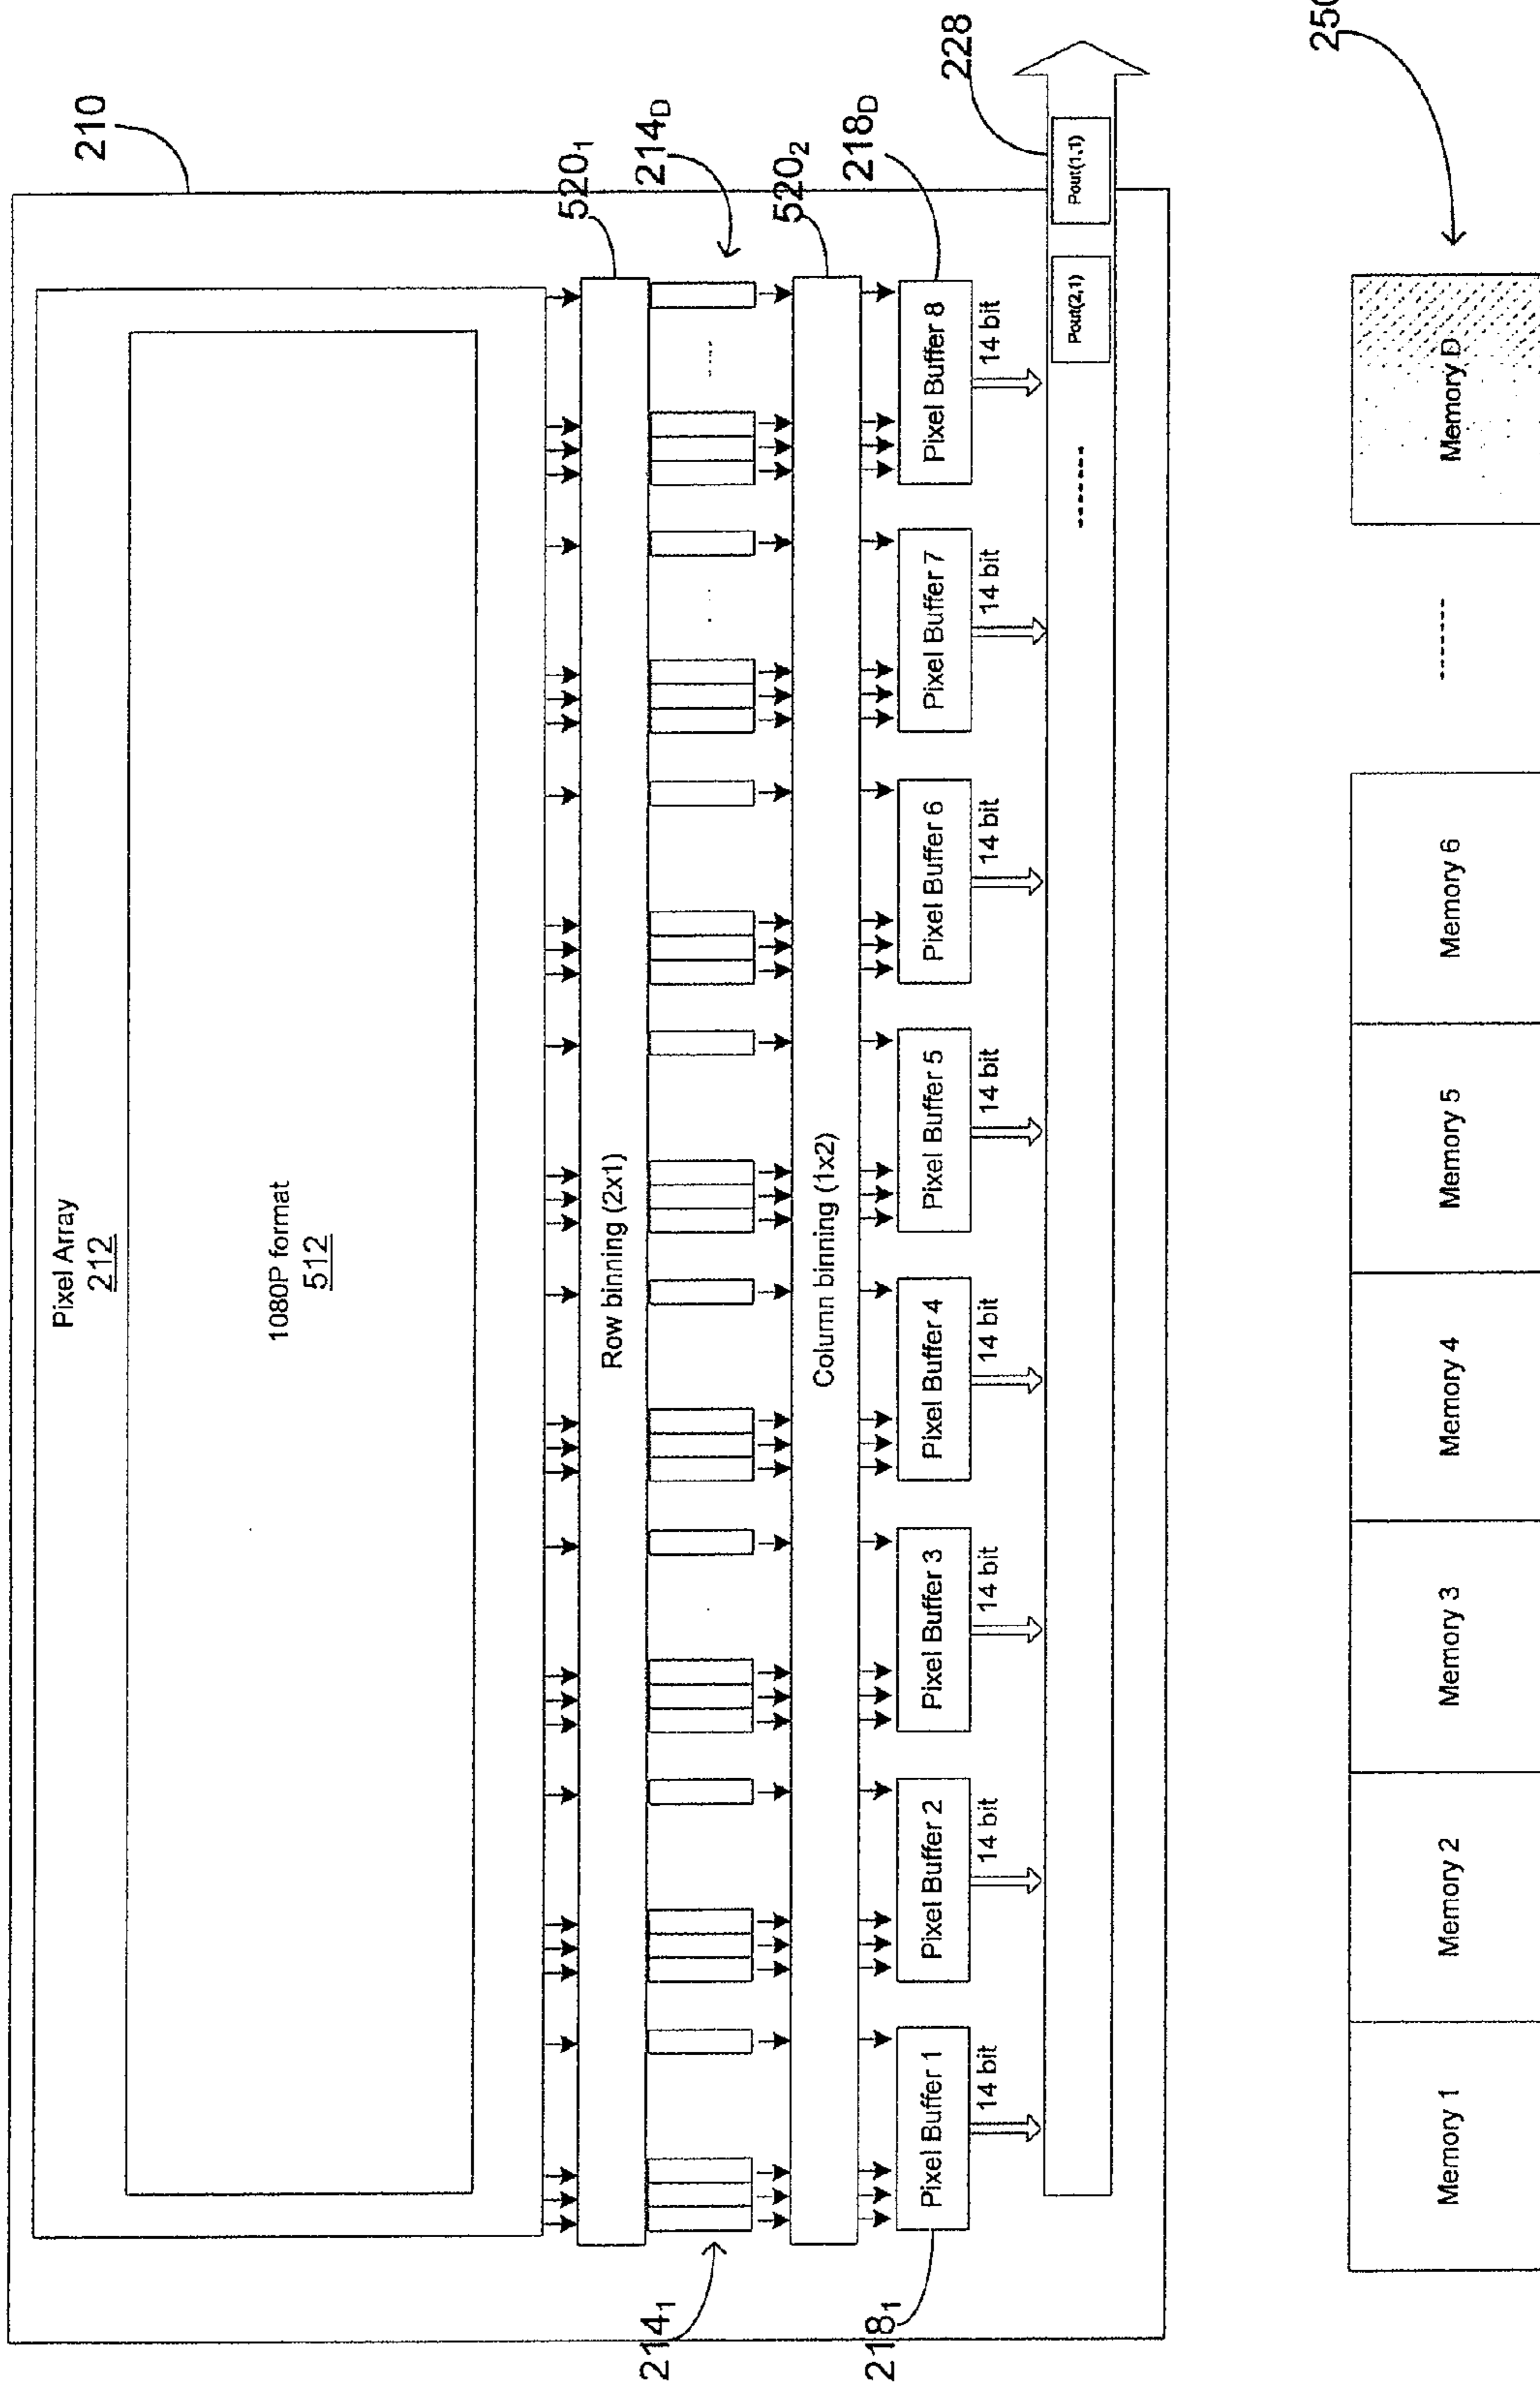 210
Pixel Array
212
1080P format
512
520₁
Row binning (2x1)
214₁
214_D
520₂
Column binning (1x2)
218₁
218_D
Pixel Buffer 1
Pixel Buffer 2
Pixel Buffer 3
Pixel Buffer 4
Pixel Buffer 5
Pixel Buffer 6
Pixel Buffer 7
Pixel Buffer 8
14 bit
14 bit
14 bit
14 bit
14 bit
14 bit
14 bit
14 bit
228
Pout(2,1)
Pout(1,1)
Memory 1
Memory 2
Memory 3
Memory 4
Memory 5
Memory 6
Memory D